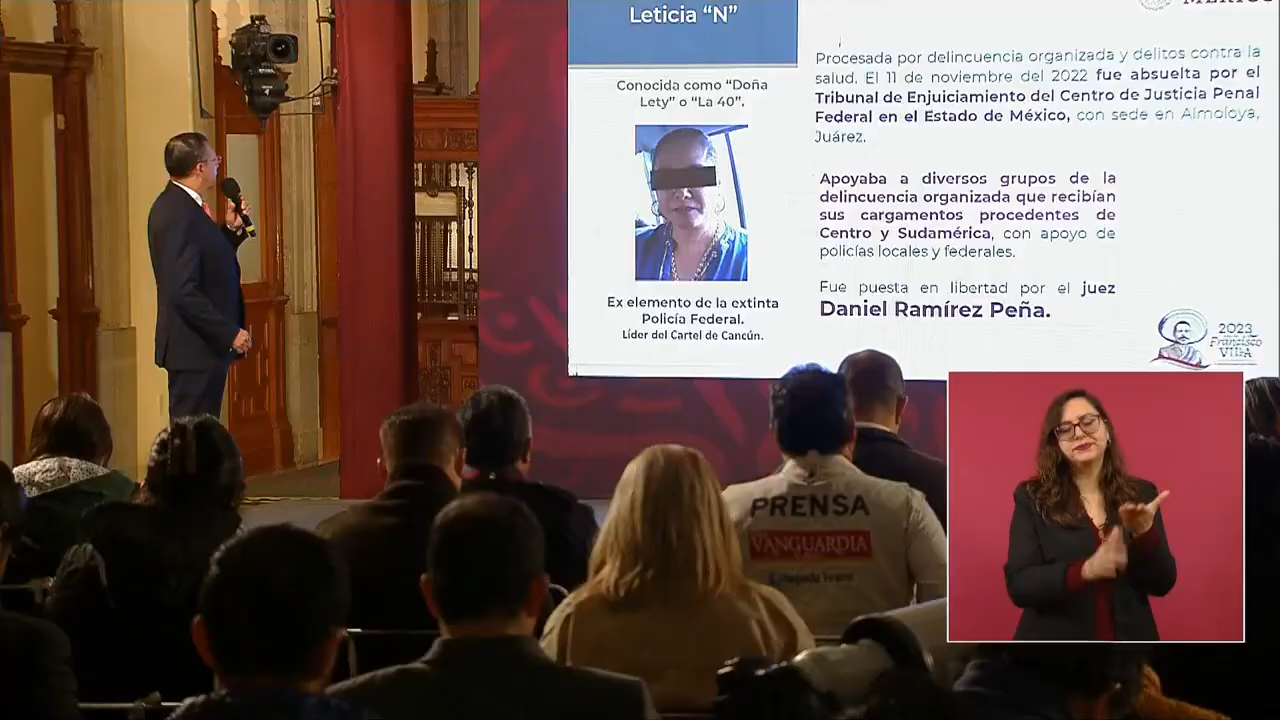 Leticia “N”
MÉXICO
Conocida como “Doña
Lety” o “La 40”.
Ex elemento de la extinta
Policía Federal.
Líder del Cartel de Cancún.
Procesada por delincuencia organizada y delitos contra la
salud. El 11 de noviembre del 2022 fue absuelta por el
Tribunal de Enjuiciamiento del Centro de Justicia Penal
Federal en el Estado de México, con sede en Almoloya,
Juárez.
Apoyaba a diversos grupos de la
delincuencia organizada que recibían
sus cargamentos procedentes de
Centro y Sudamérica, con apoyo de
policías locales y federales.
Fue puesta en libertad por el juez
Daniel Ramírez Peña.
2023
Francisco
VILLA
PRENSA
VANGUARDIA